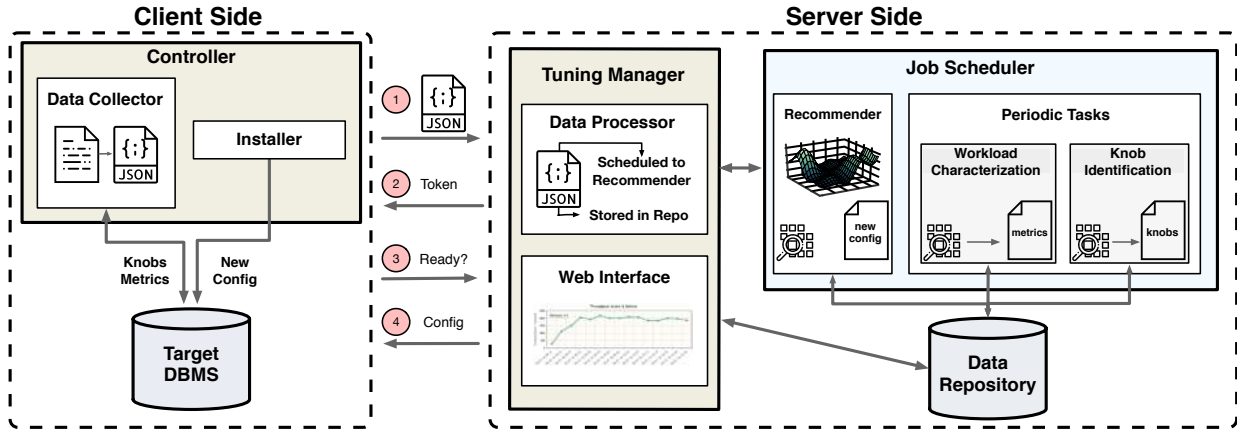 Client Side
Server Side
Controller
Data Collector
{;}
JSON
Installer
Knobs
Metrics
New
Config
Target
DBMS
1
{;}
JSON
2
Token
3
Ready?
4
Config
Tuning Manager
Data Processor
{;}
JSON
Scheduled to
Recommender
Stored in Repo
Web Interface
Job Scheduler
Recommender
new
config
Periodic Tasks
Workload
Characterization
metrics
Knob
Identification
knobs
Data
Repository